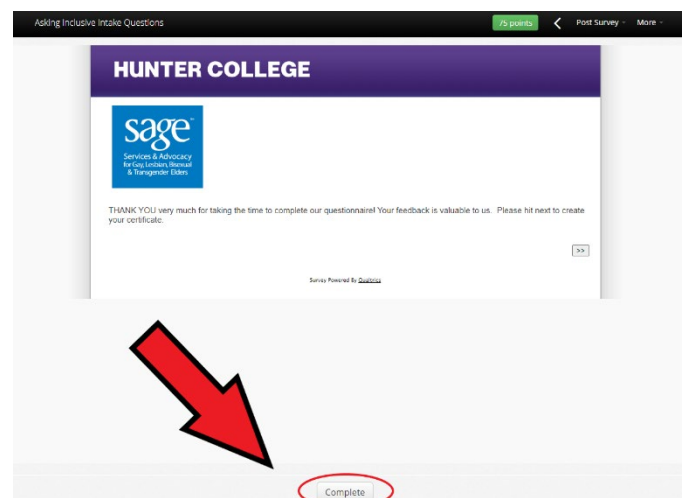 Asking Inclusive Intake Questions 75 points Post Survey More
HUNTER COLLEGE
sage
Services & Advocacy
for Gay, Lesbian, Bisexual
& Transgender Elders
THANK YOU very much for taking the time to complete our questionnaire! Your feedback is valuable to us. Please hit next to create
your certificate.
>>
Survey Powered By Qualtrics
Complete